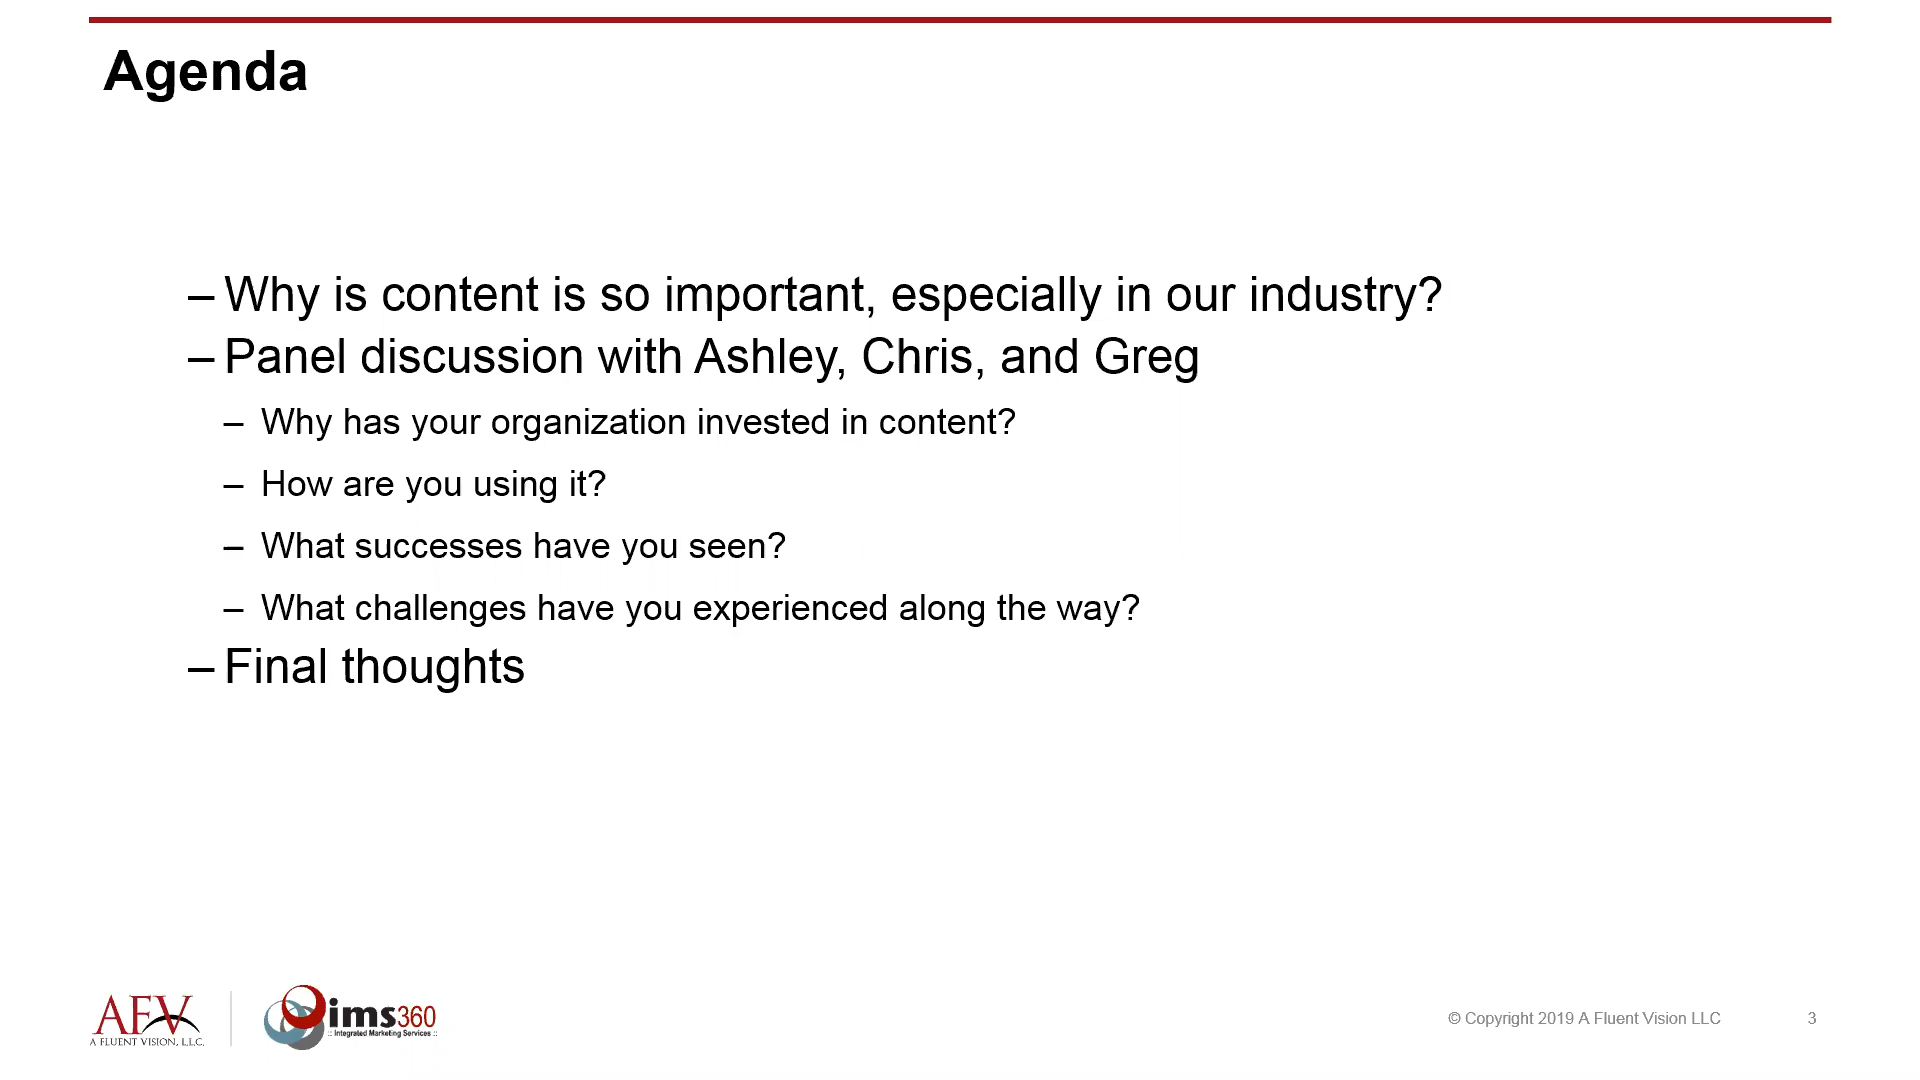 Agenda
– Why is content is so important, especially in our industry?
– Panel discussion with Ashley, Chris, and Greg
– Why has your organization invested in content?
– How are you using it?
– What successes have you seen?
– What challenges have you experienced along the way?
– Final thoughts
AFV
A FLUENT VISION, L.L.C.
ims360
:: Integrated Marketing Services ::
© Copyright 2019 A Fluent Vision LLC
3